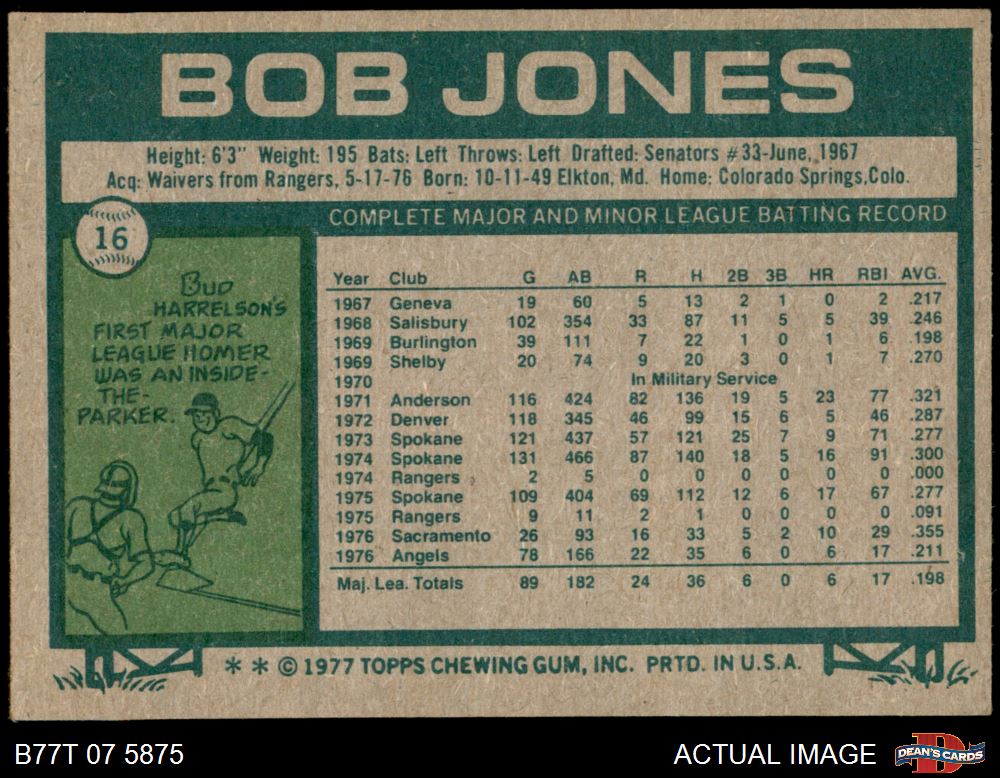 BOB JONES
Height: 6'3" Weight: 195 Bats: Left Throws: Left Drafted: Senators #33-June, 1967
Acq: Waivers from Rangers, 5-17-76 Born: 10-11-49 Elkton, Md. Home: Colorado Springs, Colo.
16
COMPLETE MAJOR AND MINOR LEAGUE BATTING RECORD
BUD
HARRELSON'S
FIRST MAJOR
LEAGUE HOMER
WAS AN INSIDE-
THE-
PARKER.
Year Club G AB R H 2B 3B HR RBI AVG.
1967 Geneva 19 60 5 13 2 1 0 2 .217
1968 Salisbury 102 354 33 87 11 5 5 39 .246
1969 Burlington 39 111 7 22 1 0 1 6 .198
1969 Shelby 20 74 9 20 3 0 1 7 .270
1970 In Military Service
1971 Anderson 116 424 82 136 19 5 23 77 .321
1972 Denver 118 345 46 99 15 6 5 46 .287
1973 Spokane 121 437 57 121 25 7 9 71 .277
1974 Spokane 131 466 87 140 18 5 16 91 .300
1974 Rangers 2 5 0 0 0 0 0 0 .000
1975 Spokane 109 404 69 112 12 6 17 67 .277
1975 Rangers 9 11 2 1 0 0 0 0 .091
1976 Sacramento 26 93 16 33 5 2 10 29 .355
1976 Angels 78 166 22 35 6 0 6 17 .211
Maj. Lea. Totals 89 182 24 36 6 0 6 17 .198
** © 1977 TOPPS CHEWING GUM, INC. PRTD. IN U.S.A.
B77T 07 5875
ACTUAL IMAGE
D
DEAN'S CARDS